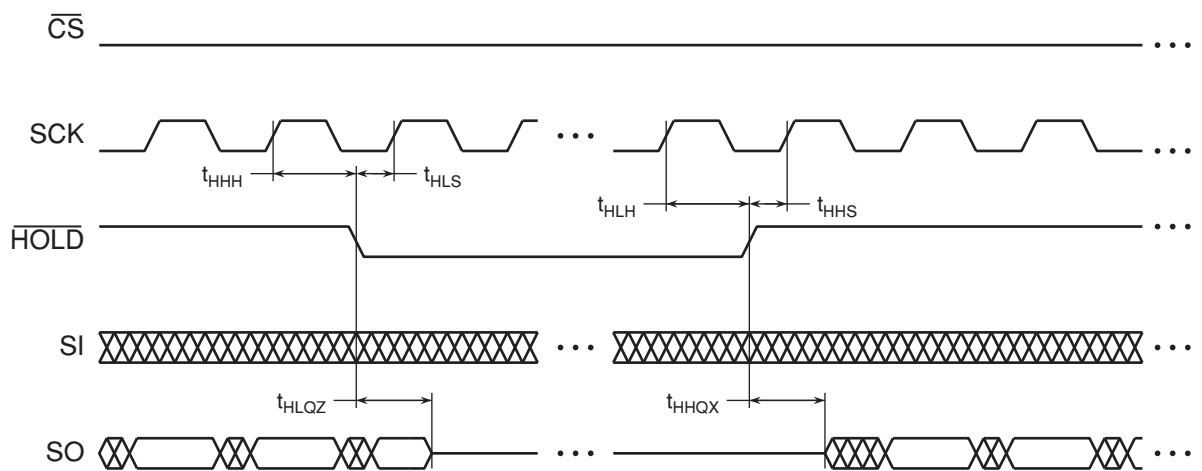 CS
SCK
tHHH tHLS
tHLH tHHS
HOLD
SI
tHLQZ tHHQX
SO